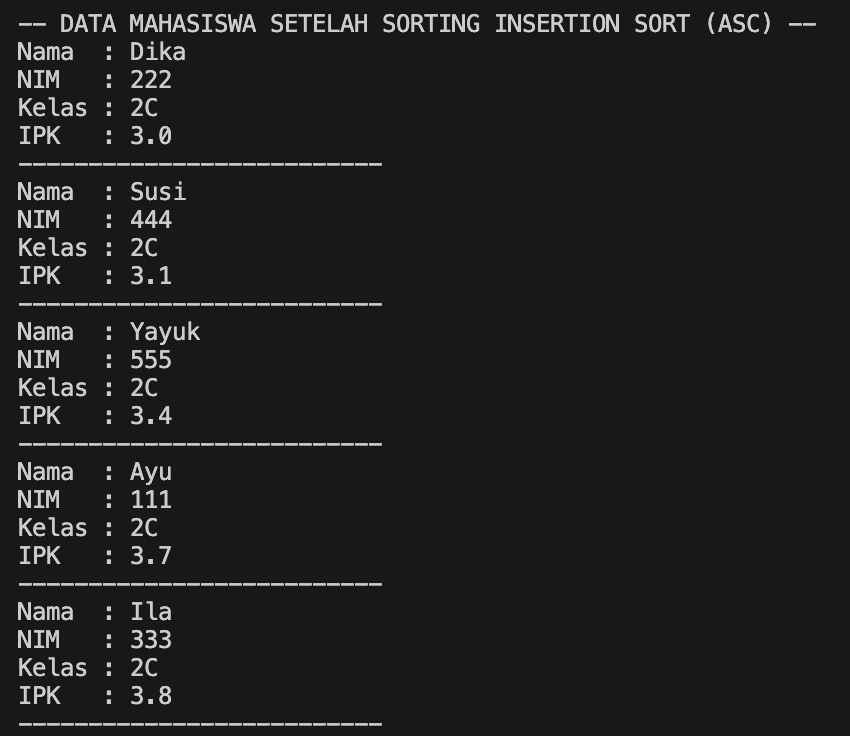 -- DATA MAHASISWA SETELAH SORTING INSERTION SORT (ASC) --
Nama  : Dika
NIM   : 222
Kelas : 2C
IPK   : 3.0
--------------------------
Nama  : Susi
NIM   : 444
Kelas : 2C
IPK   : 3.1
--------------------------
Nama  : Yayuk
NIM   : 555
Kelas : 2C
IPK   : 3.4
--------------------------
Nama  : Ayu
NIM   : 111
Kelas : 2C
IPK   : 3.7
--------------------------
Nama  : Ila
NIM   : 333
Kelas : 2C
IPK   : 3.8
--------------------------